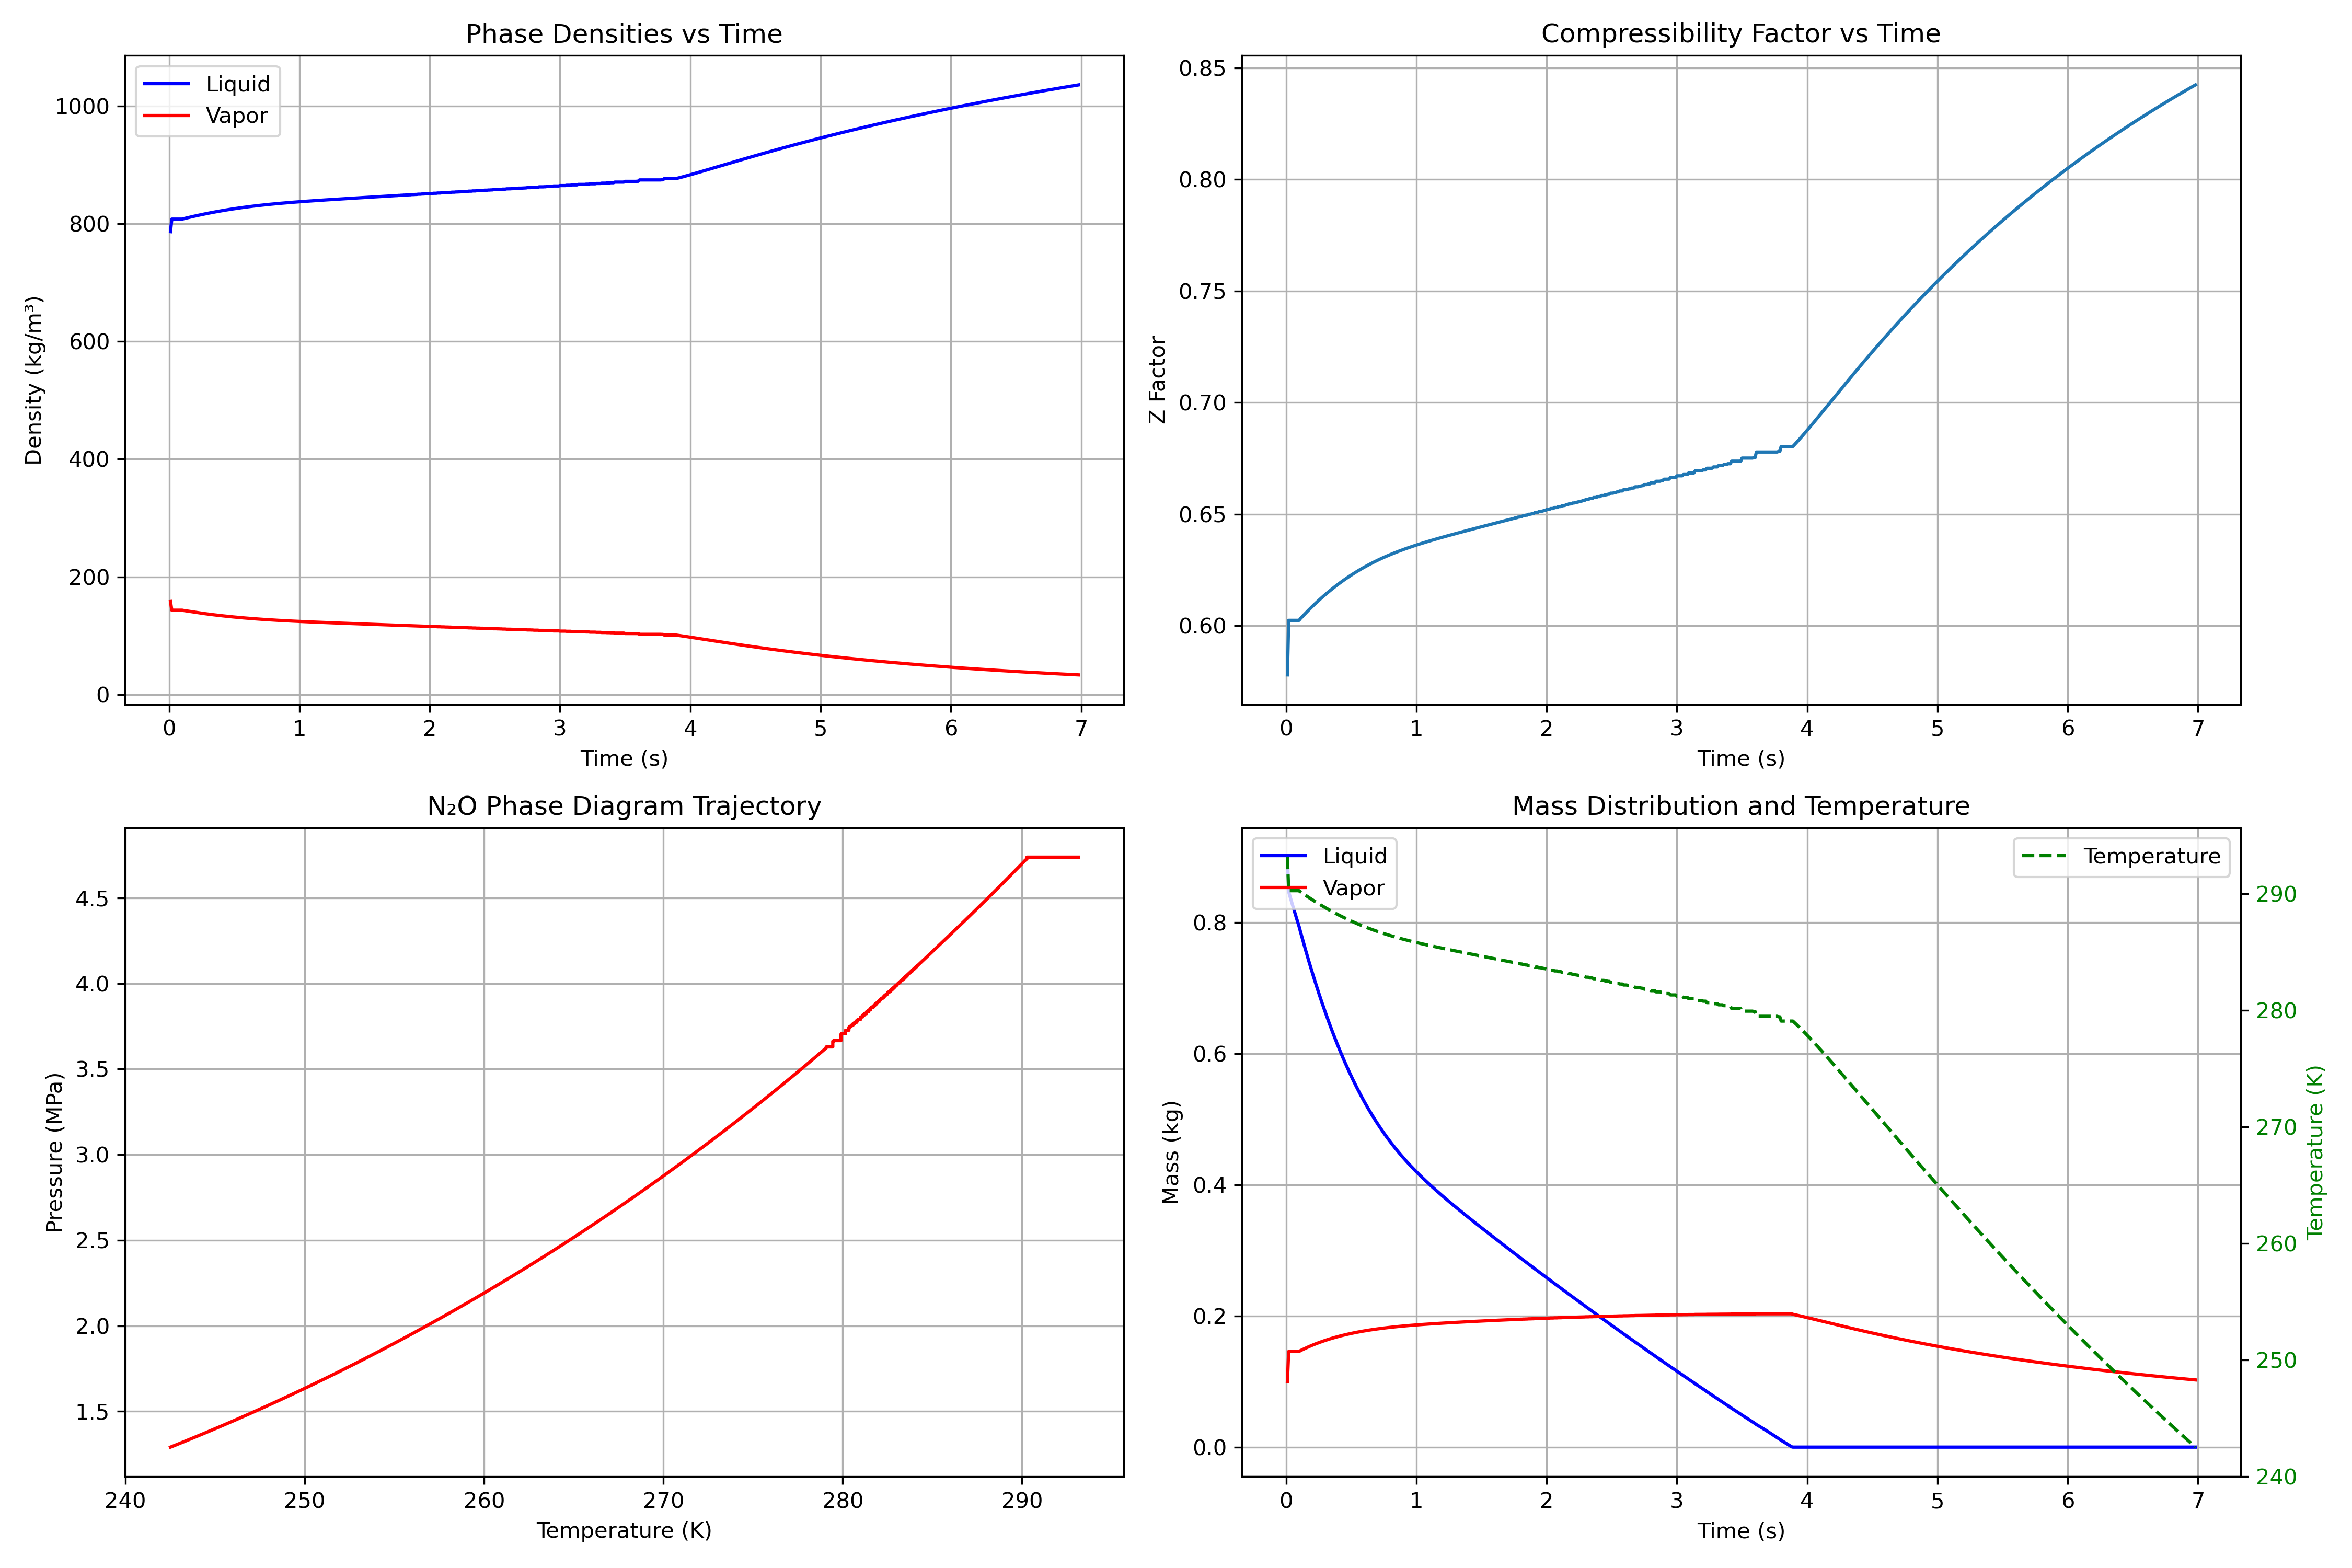 Phase Densities vs Time
Liquid
Vapor
1000
800
600
400
200
0
Density (kg/m³)
0 1 2 3 4 5 6 7
Time (s)
Compressibility Factor vs Time
0.85
0.80
0.75
0.70
0.65
0.60
Z Factor
0 1 2 3 4 5 6 7
Time (s)
N₂O Phase Diagram Trajectory
4.5
4.0
3.5
3.0
2.5
2.0
1.5
Pressure (MPa)
240 250 260 270 280 290
Temperature (K)
Mass Distribution and Temperature
Liquid
Vapor
Temperature
0.8
0.6
0.4
0.2
0.0
Mass (kg)
290
280
270
260
250
240
Temperature (K)
0 1 2 3 4 5 6 7
Time (s)